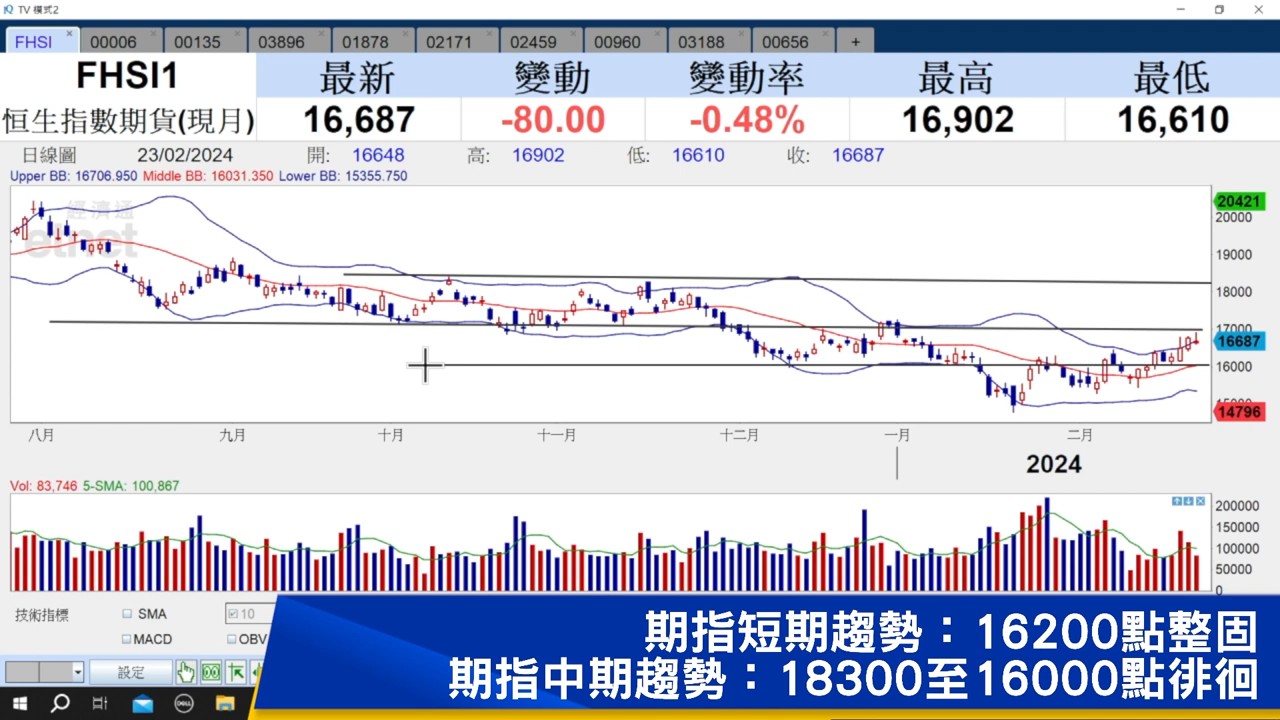 TV 模式2
FHSI 00006 00135 03896 01878 02171 02459 00960 03188 00656 +
FHSI1 最新 變動 變動率 最高 最低
恒生指數期貨(現月) 16,687 -80.00 -0.48% 16,902 16,610
日線圖 23/02/2024 開: 16648 高: 16902 低: 16610 收: 16687
Upper BB: 16706.950 Middle BB: 16031.350 Lower BB: 15355.750
經濟通
etnet
20421
20000
19000
18000
17000
16687
16000
15000
14796
八月 九月 十月 十一月 十二月 一月 二月
2024
Vol: 83,746 5-SMA: 100,867
200000
150000
100000
50000
0
技術指標 SMA 10
MACD OBV
設定
DELL
期指短期趨勢：16200點整固
期指中期趨勢：18300至16000點徘徊